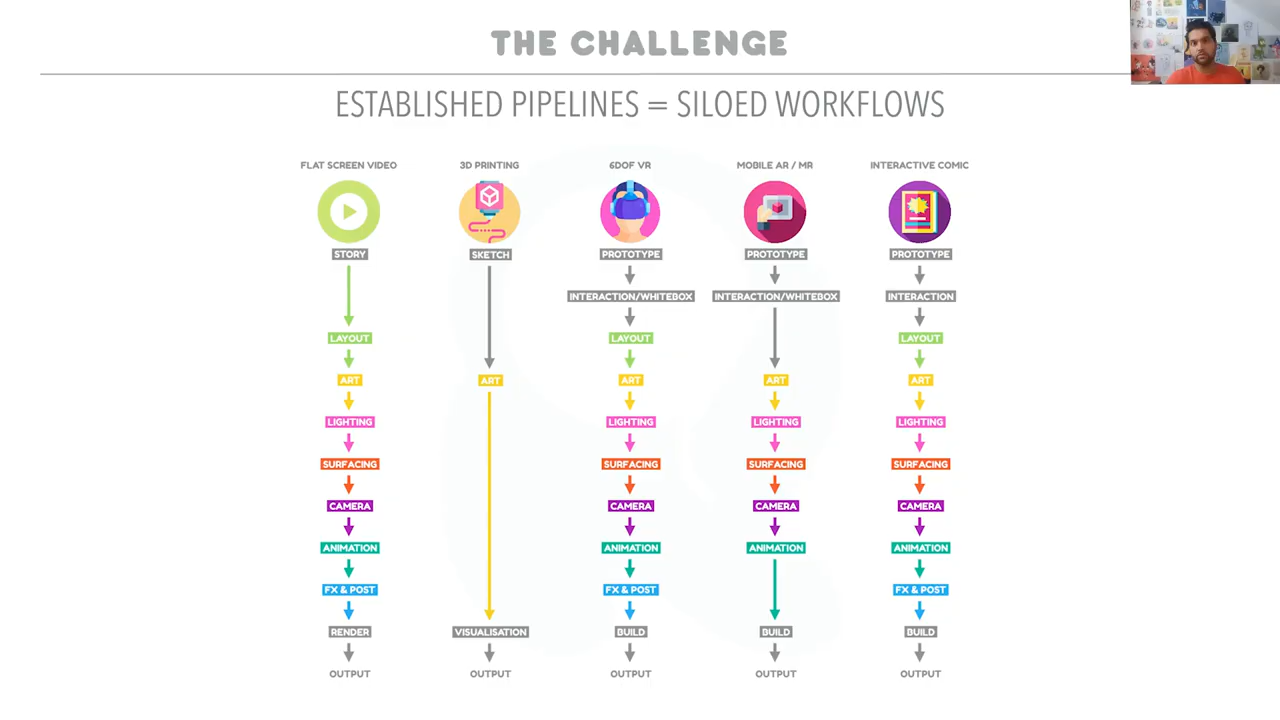 THE CHALLENGE
ESTABLISHED PIPELINES = SILOED WORKFLOWS
FLAT SCREEN VIDEO
STORY
LAYOUT
ART
LIGHTING
SURFACING
CAMERA
ANIMATION
FX & POST
RENDER
OUTPUT
3D PRINTING
SKETCH
ART
VISUALISATION
OUTPUT
6DOF VR
PROTOTYPE
INTERACTION/WHITEBOX
LAYOUT
ART
LIGHTING
SURFACING
CAMERA
ANIMATION
FX & POST
BUILD
OUTPUT
MOBILE AR / MR
PROTOTYPE
INTERACTION/WHITEBOX
ART
LIGHTING
SURFACING
CAMERA
ANIMATION
BUILD
OUTPUT
INTERACTIVE COMIC
PROTOTYPE
INTERACTION
LAYOUT
ART
LIGHTING
SURFACING
CAMERA
ANIMATION
FX & POST
BUILD
OUTPUT